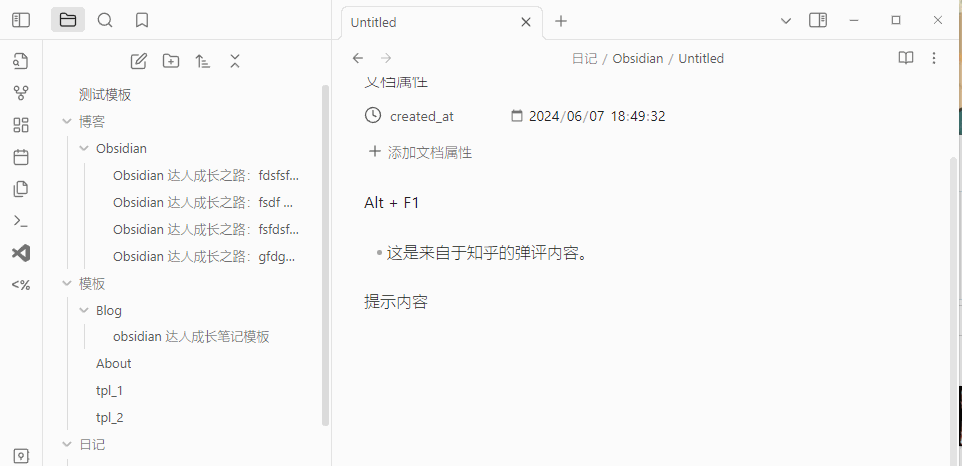 Untitled
日记 / Obsidian / Untitled
测试模板
博客
Obsidian
Obsidian 达人成长之路：fdsfsf...
Obsidian 达人成长之路：fsdf ...
Obsidian 达人成长之路：fsfdsf...
Obsidian 达人成长之路：gfdg...
模板
Blog
obsidian 达人成长笔记模板
About
tpl_1
tpl_2
日记
<%
文档属性
created_at 2024/06/07 18:49:32
添加文档属性
Alt + F1
这是来自于知乎的弹评内容。
提示内容